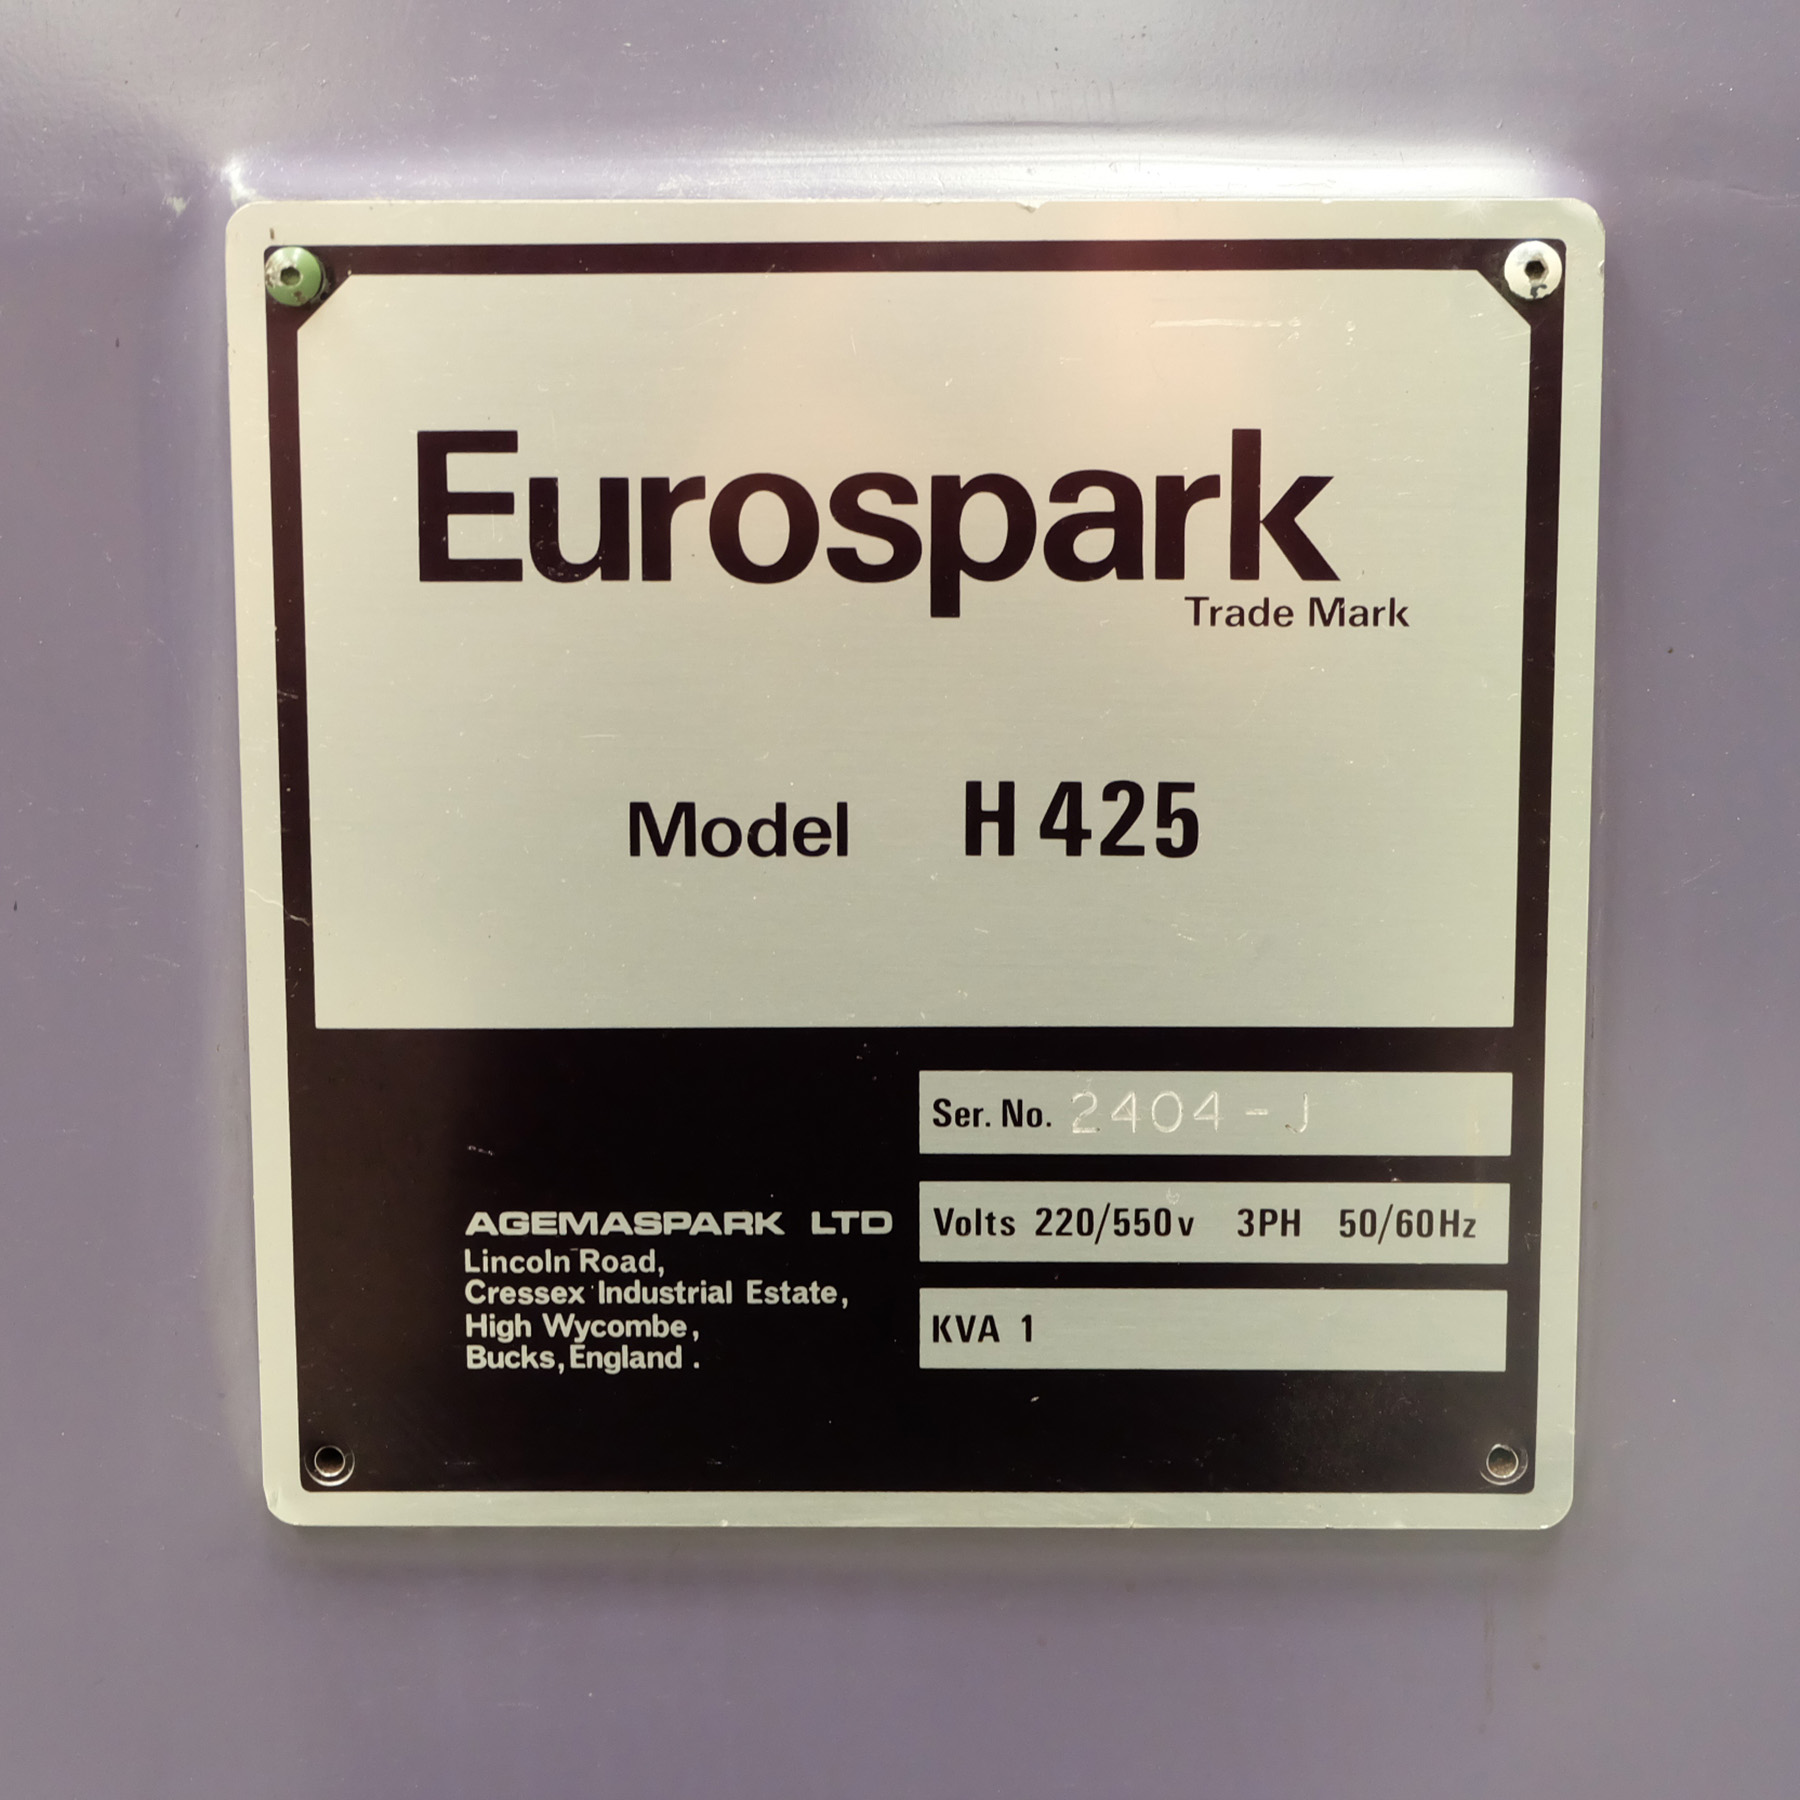 Eurospark
Trade Mark
Model H 425
Ser. No. 2404-J
Volts 220/550v 3PH 50/60Hz
KVA 1
AGEMASPARK LTD
Lincoln Road,
Cressex Industrial Estate,
High Wycombe,
Bucks, England.